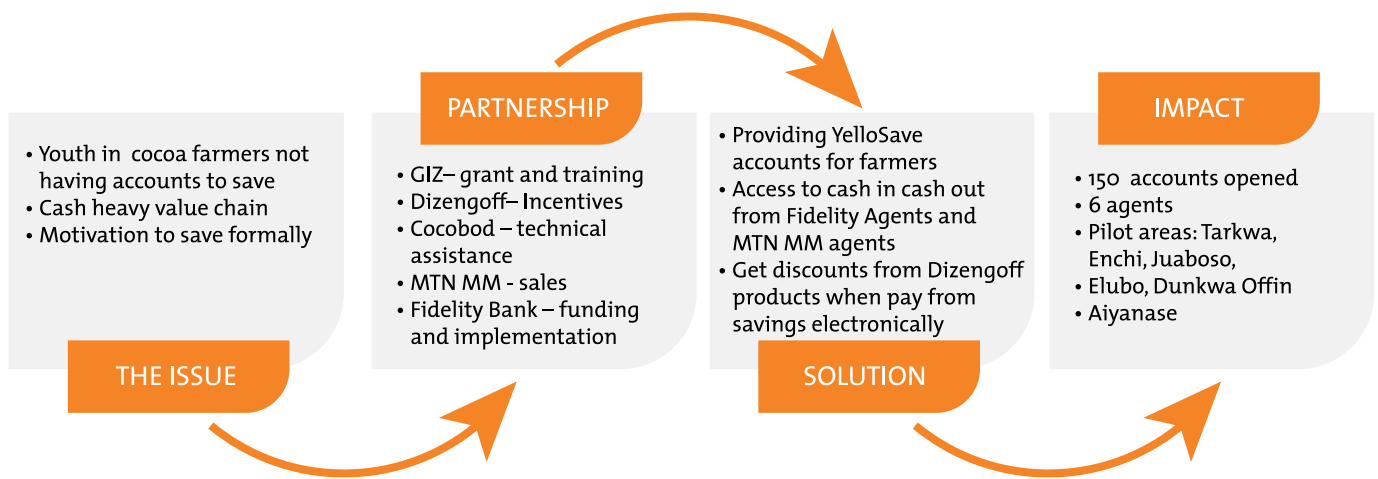 THE ISSUE
• Youth in cocoa farmers not
having accounts to save
• Cash heavy value chain
• Motivation to save formally
PARTNERSHIP
• GIZ– grant and training
• Dizengoff– Incentives
• Cocobod – technical
assistance
• MTN MM - sales
• Fidelity Bank – funding
and implementation
SOLUTION
• Providing YelloSave
accounts for farmers
• Access to cash in cash out
from Fidelity Agents and
MTN MM agents
• Get discounts from Dizengoff
products when pay from
savings electronically
IMPACT
• 150 accounts opened
• 6 agents
• Pilot areas: Tarkwa,
Enchi, Juaboso,
• Elubo, Dunkwa Offin
• Aiyanase